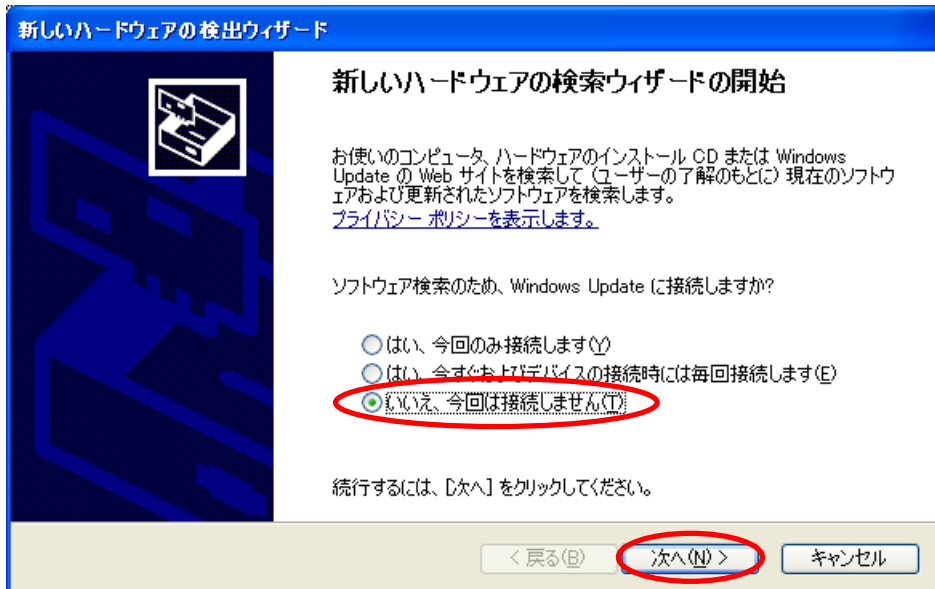 新しいハードウェアの検出ウィザード
新しいハードウェアの検索ウィザードの開始
お使いのコンピュータ、ハードウェアのインストール CD または Windows
Update の Web サイトを検索して (ユーザーの了解のもとに) 現在のソフトウ
ェアおよび更新されたソフトウェアを検索します。
プライバシー ポリシーを表示します。
ソフトウェア検索のため、Windows Update に接続しますか?
はい、今回のみ接続します(Y)
はい、今すぐおよびデバイスの接続時には毎回接続します(E)
いいえ、今回は接続しません(T)
続行するには、[次へ] をクリックしてください。
< 戻る(B) 次へ(N) > キャンセル